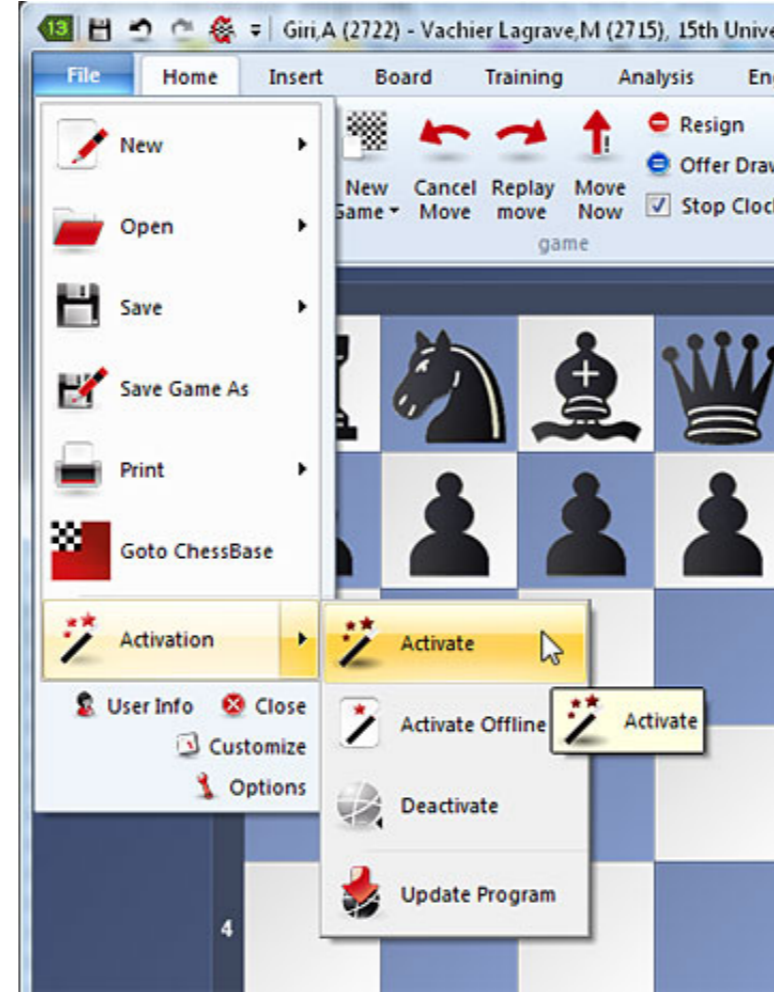 13 Giri,A (2722) - Vachier Lagrave,M (2715), 15th Unive
File Home Insert Board Training Analysis En
New
Open
Save
Save Game As
Print
Goto ChessBase
Activation
User Info Close
Customize
Options
New Game
Cancel Move
Replay move
Move Now
Resign
Offer Draw
Stop Clock
game
Activate
Activate Offline
Deactivate
Update Program
Activate
4